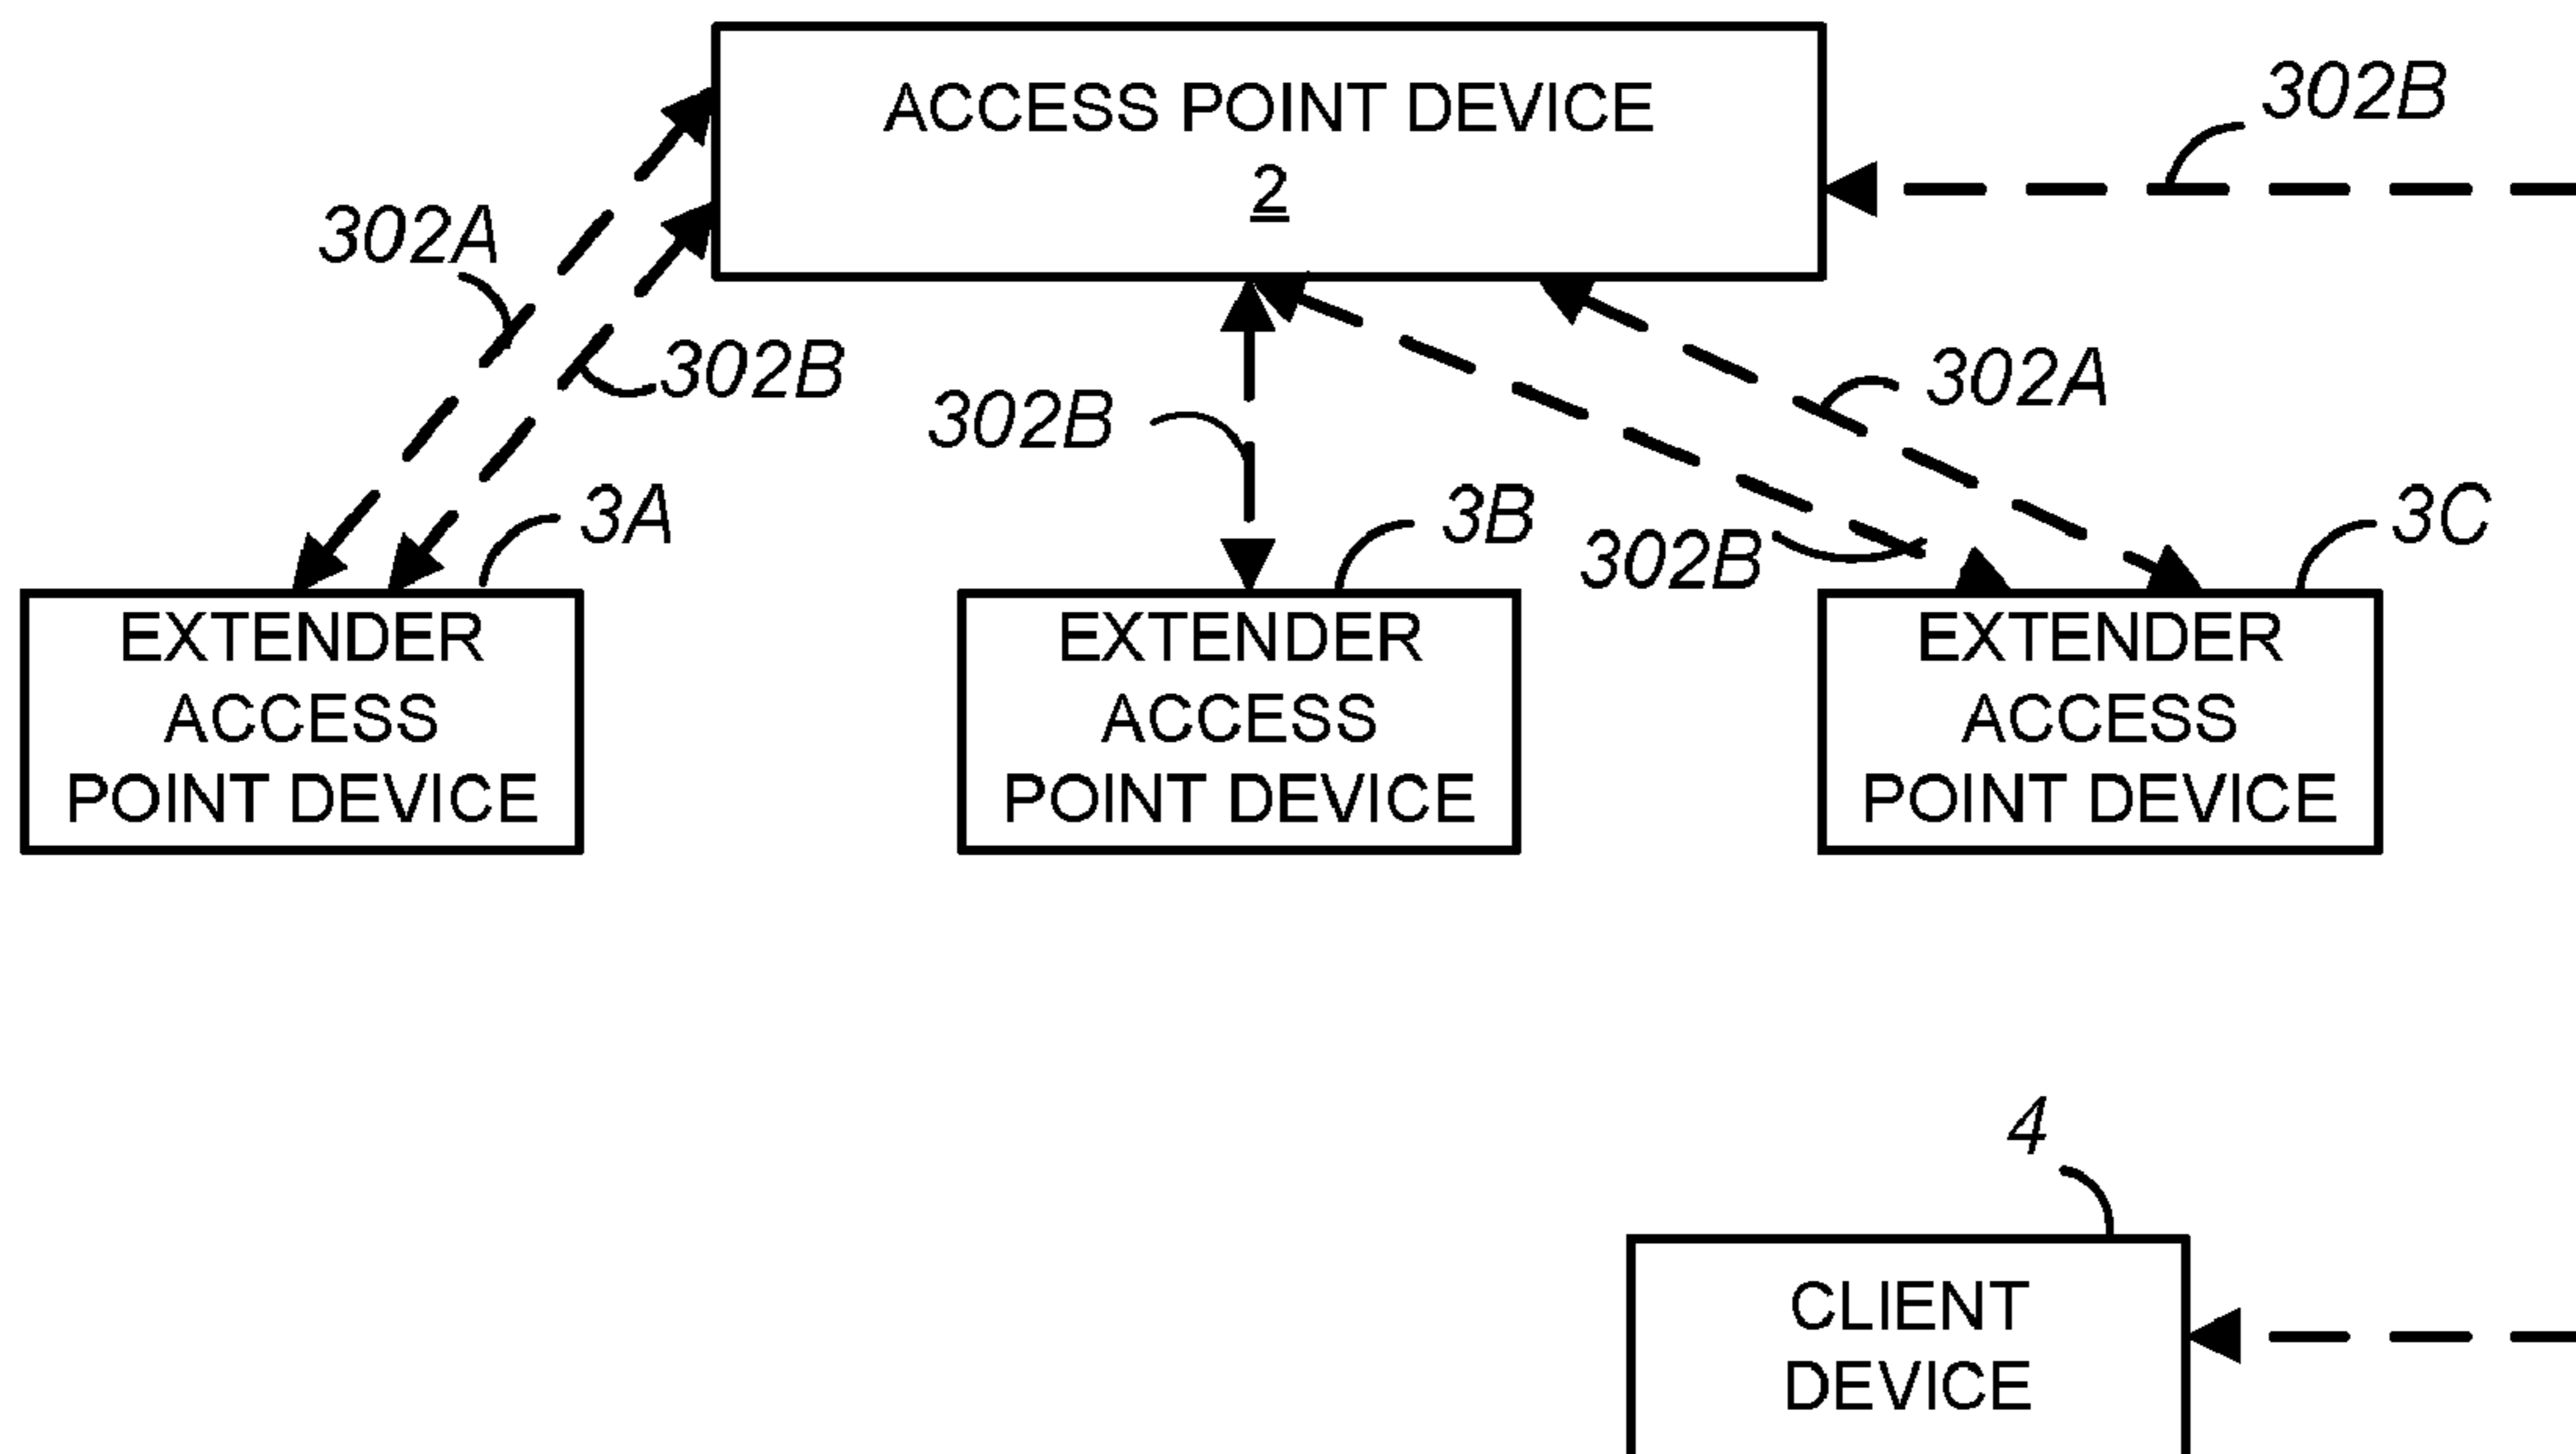 ACCESS POINT DEVICE
2
302B
302A
302B
302B
302A
302B
3A
3B
3C
EXTENDER
ACCESS
POINT DEVICE
EXTENDER
ACCESS
POINT DEVICE
EXTENDER
ACCESS
POINT DEVICE
4
CLIENT
DEVICE